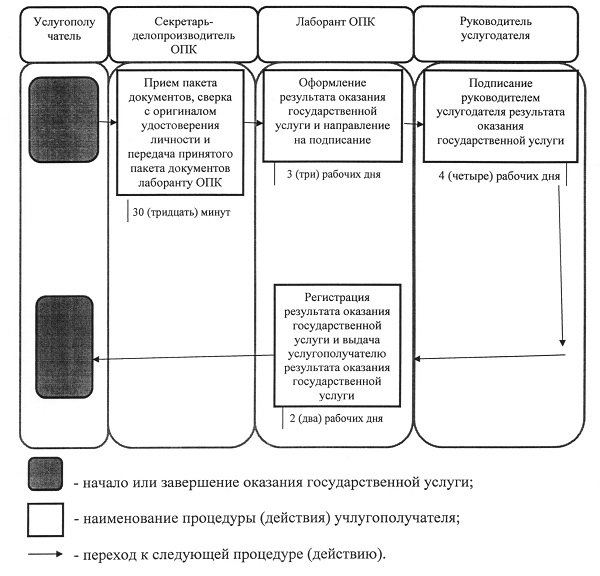 Услугополу
чатель
Секретарь-
делопроизводитель
ОПК
Лаборант ОПК
Руководитель
услугодателя
Прием пакета
документов, сверка
с оригиналом
удостоверения
личности и
передача принятого
пакета документов
лаборанту ОПК
30 (тридцать) минут
Оформление
результата оказания
государственной
услуги и направление
на подписание
3 (три) рабочих дня
Подписание
руководителем
услугодателя результата
оказания
государственной услуги
4 (четыре) рабочих дня
Регистрация
результата оказания
государственной
услуги и выдача
услугополучателю
результата оказания
государственной
услуги
2 (два) рабочих дня
- начало или завершение оказания государственной услуги;
- наименование процедуры (действия) учлугополучателя;
- переход к следующей процедуре (действию).